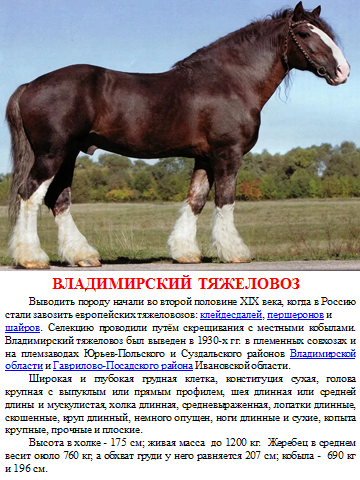 ВЛАДИМИРСКИЙ ТЯЖЕЛОВОЗ
Выводить породу начали во второй половине XIX века, когда в Россию
стали завозить европейских тяжеловозов: клейдесдалей, першеронов и
шайров. Селекцию проводили путём скрещивания с местными кобылами.
Владимирский тяжеловоз был выведен в 1930-х гг. в племенных совхозах и
на племзаводах Юрьев-Польского и Суздальского районов Владимирской
области и Гаврилово-Посадского района Ивановской области.
Широкая и глубокая грудная клетка, конституция сухая, голова
крупная с выпуклым или прямым профилем, шея длинная или средней
длины и мускулистая, холка длинная, средневыраженная, лопатки длинные,
скошенные, круп длинный, немного опущен, ноги длинные и сухие, копыта
крупные, прочные и плоские.
Высота в холке - 175 см; живая масса до 1200 кг. Жеребец в среднем
весит около 760 кг, а обхват груди у него равняется 207 см; кобыла - 690 кг
и 196 см.